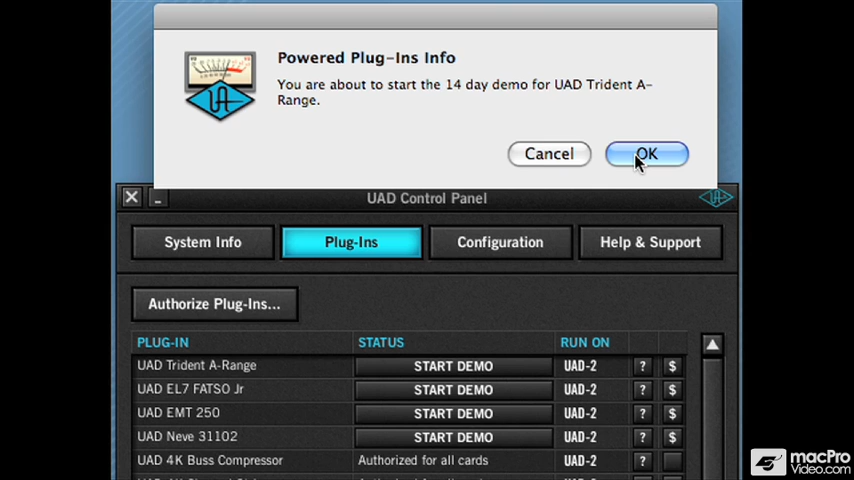 Powered Plug-Ins Info
You are about to start the 14 day demo for UAD Trident A-
Range.
Cancel
OK
UAD Control Panel
System Info
Plug-Ins
Configuration
Help & Support
Authorize Plug-Ins...
PLUG-IN STATUS RUN ON
UAD Trident A-Range START DEMO UAD-2 ? $
UAD EL7 FATSO Jr START DEMO UAD-2 ? $
UAD EMT 250 START DEMO UAD-2 ? $
UAD Neve 31102 START DEMO UAD-2 ? $
UAD 4K Buss Compressor Authorized for all cards UAD-2 ?
macPro
Video.com